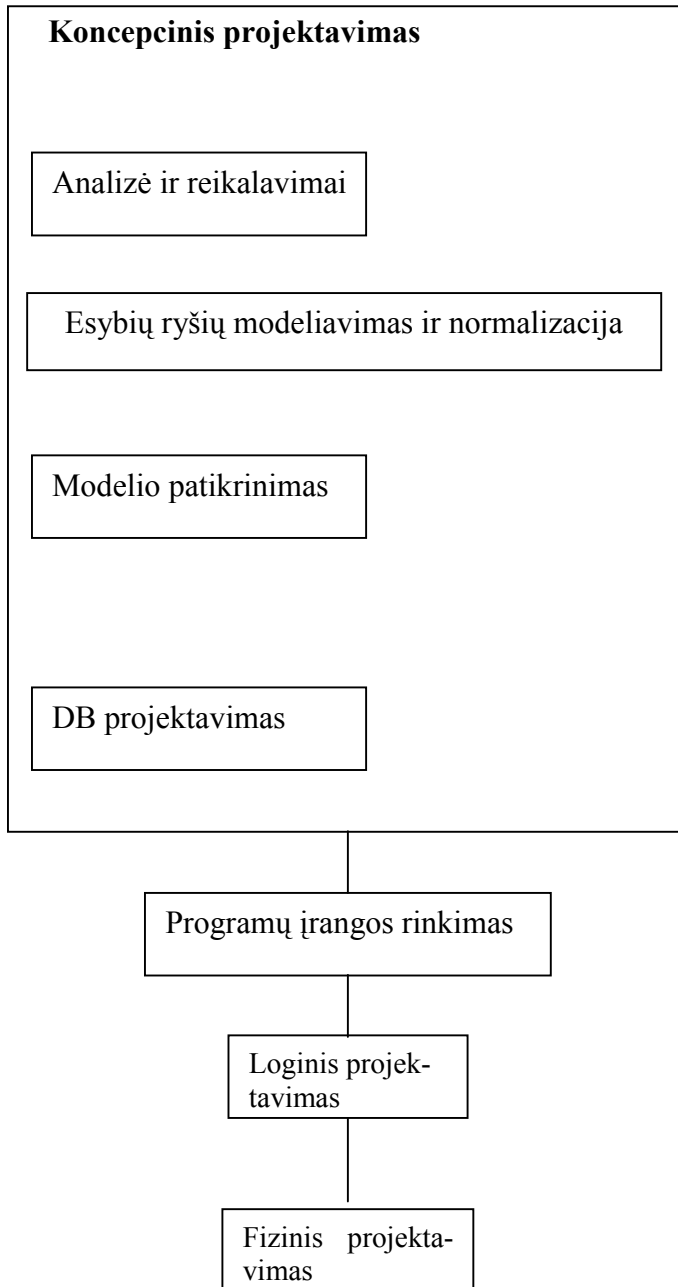 Koncepcinis projektavimas
Analizė ir reikalavimai
Esybių ryšių modeliavimas ir normalizacija
Modelio patikrinimas
DB projektavimas
Programų įrangos rinkimas
Loginis projek-
tavimas
Fizinis projekta-
vimas